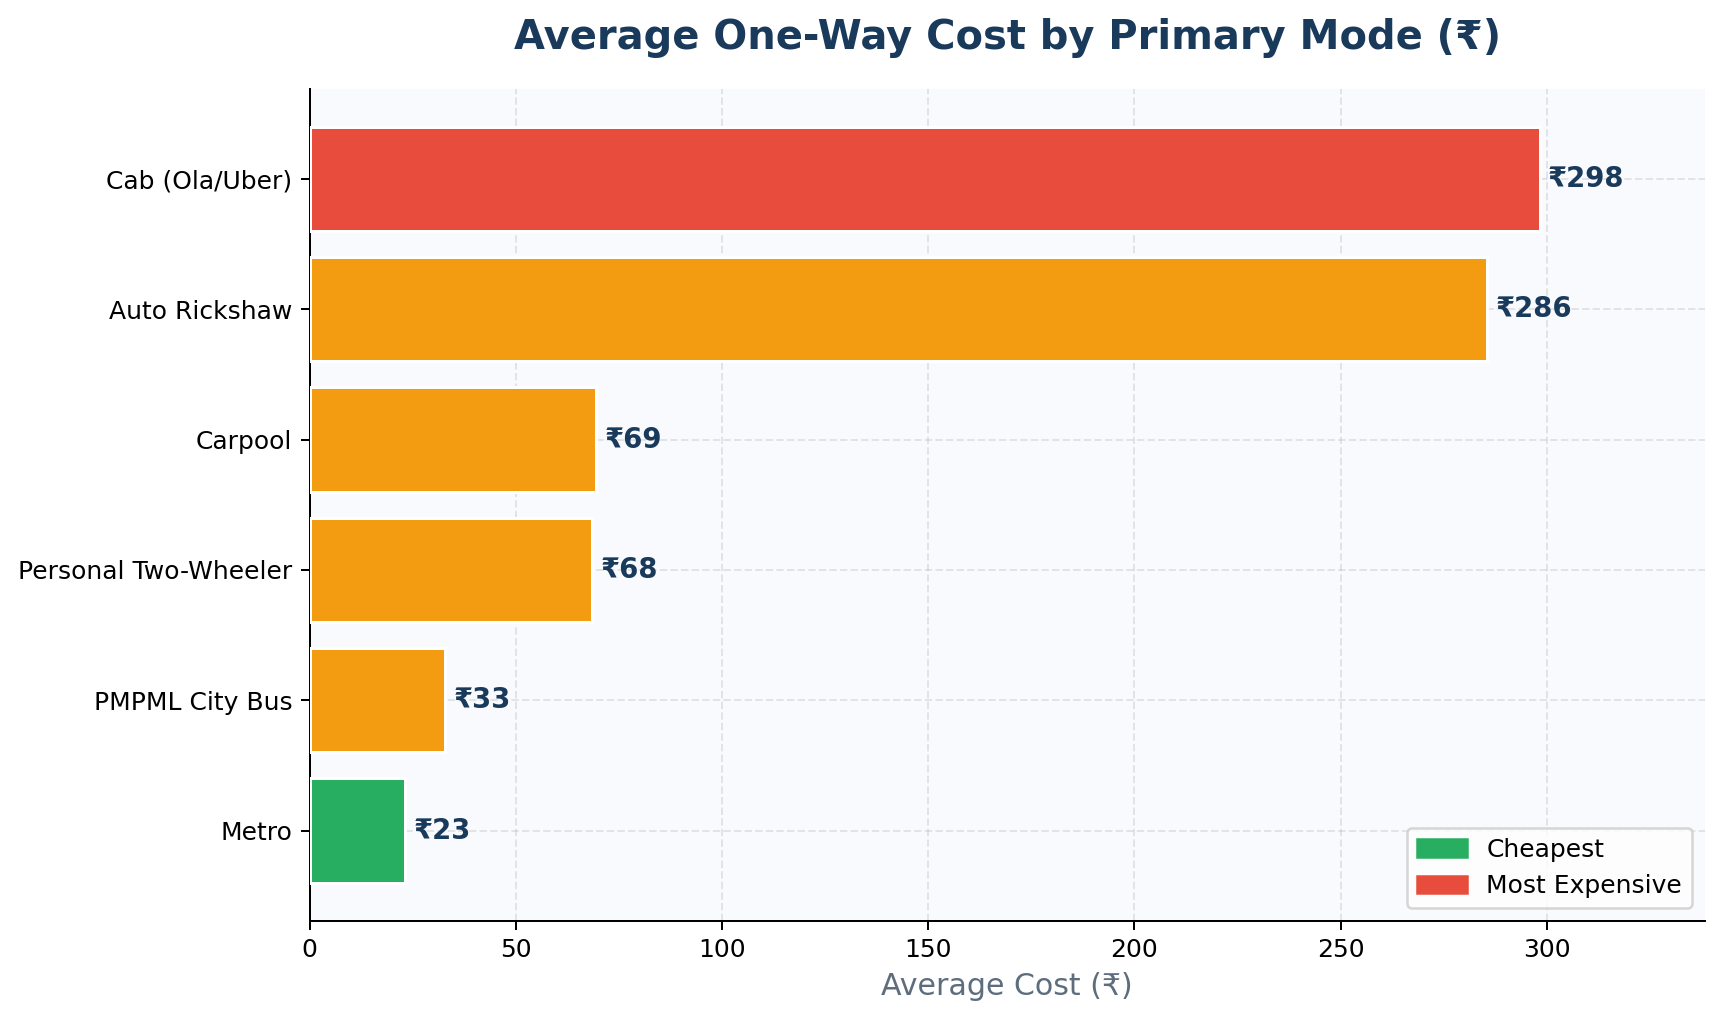 Average One-Way Cost by Primary Mode (₹)
Cab (Ola/Uber)
₹298
Auto Rickshaw
₹286
Carpool
₹69
Personal Two-Wheeler
₹68
PMPML City Bus
₹33
Metro
₹23
Cheapest
Most Expensive
0 50 100 150 200 250 300
Average Cost (₹)